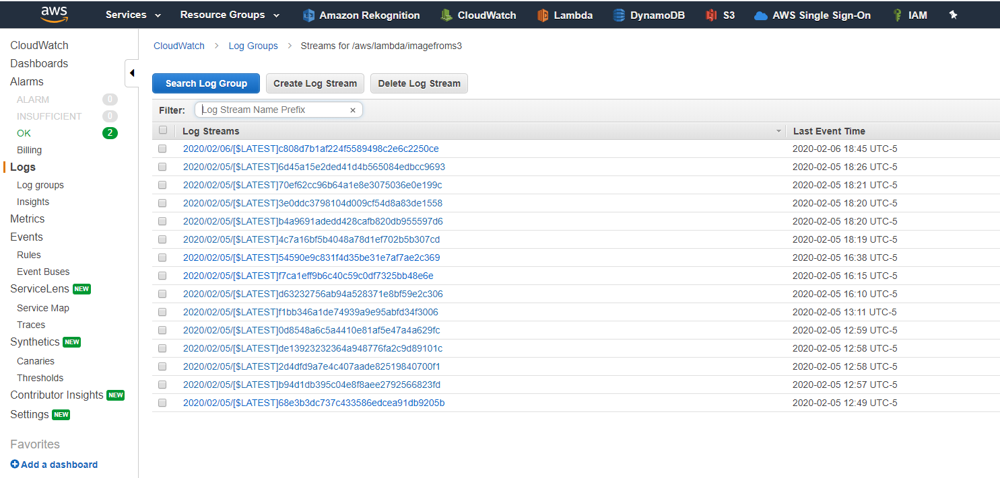 aws Services Resource Groups Amazon Rekognition CloudWatch Lambda DynamoDB S3 AWS Single Sign-On IAM
CloudWatch
Dashboards
Alarms
ALARM 0
INSUFFICIENT 0
OK 2
Billing
Logs
Log groups
Insights
Metrics
Events
Rules
Event Buses
ServiceLens NEW
Service Map
Traces
Synthetics NEW
Canaries
Thresholds
Contributor Insights NEW
Settings NEW
Favorites
Add a dashboard
CloudWatch > Log Groups > Streams for /aws/lambda/imagefroms3
Search Log Group Create Log Stream Delete Log Stream
Filter: Log Stream Name Prefix ×
Log Streams Last Event Time
2020/02/06/[$LATEST]c808d7b1af224f5589498c2e6c2250ce 2020-02-06 18:45 UTC-5
2020/02/05/[$LATEST]6d45a15e2ded41d4b565084edbcc9693 2020-02-05 18:26 UTC-5
2020/02/05/[$LATEST]70ef62cc96b64a1e8e3075036e0e199c 2020-02-05 18:21 UTC-5
2020/02/05/[$LATEST]3e0ddc3798104d009cf54d8a83de1558 2020-02-05 18:20 UTC-5
2020/02/05/[$LATEST]b4a9691adedd428cafb820db955597d6 2020-02-05 18:20 UTC-5
2020/02/05/[$LATEST]4c7a16bf5b4048a78d1ef702b5b307cd 2020-02-05 18:19 UTC-5
2020/02/05/[$LATEST]54590e9c831f4d35be31e7af7ae2c369 2020-02-05 16:38 UTC-5
2020/02/05/[$LATEST]f7ca1eff9b6c40c59c0df7325bb48e6e 2020-02-05 16:15 UTC-5
2020/02/05/[$LATEST]d63232756ab94a528371e8bf59e2c306 2020-02-05 16:10 UTC-5
2020/02/05/[$LATEST]f1bb346a1de74939a9e95abfd34f3006 2020-02-05 13:11 UTC-5
2020/02/05/[$LATEST]0d8548a6c5a4410e81af5e47a4a629fc 2020-02-05 12:59 UTC-5
2020/02/05/[$LATEST]de13923232364a948776fa2c9d89101c 2020-02-05 12:58 UTC-5
2020/02/05/[$LATEST]2d4dfd9a7e4c407aade82519840700f1 2020-02-05 12:58 UTC-5
2020/02/05/[$LATEST]b94d1db395c04e8f8aee2792566823fd 2020-02-05 12:57 UTC-5
2020/02/05/[$LATEST]68e3b3dc737c433586edcea91db9205b 2020-02-05 12:49 UTC-5